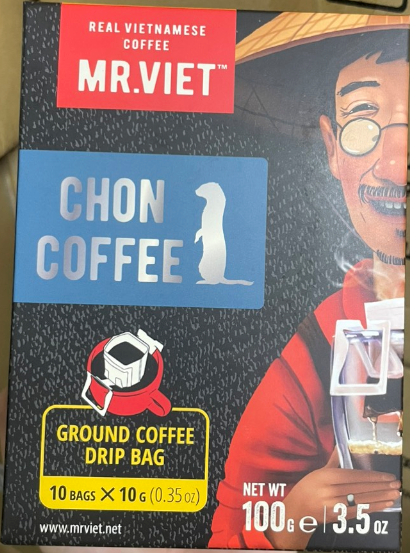 REAL VIETNAMESE
COFFEE
MR.VIET™
CHON
COFFEE
GROUND COFFEE
DRIP BAG
10 BAGS X 10 G (0.35 oz)
www.mrviet.net
NET WT
100G ℮ | 3.5 OZ